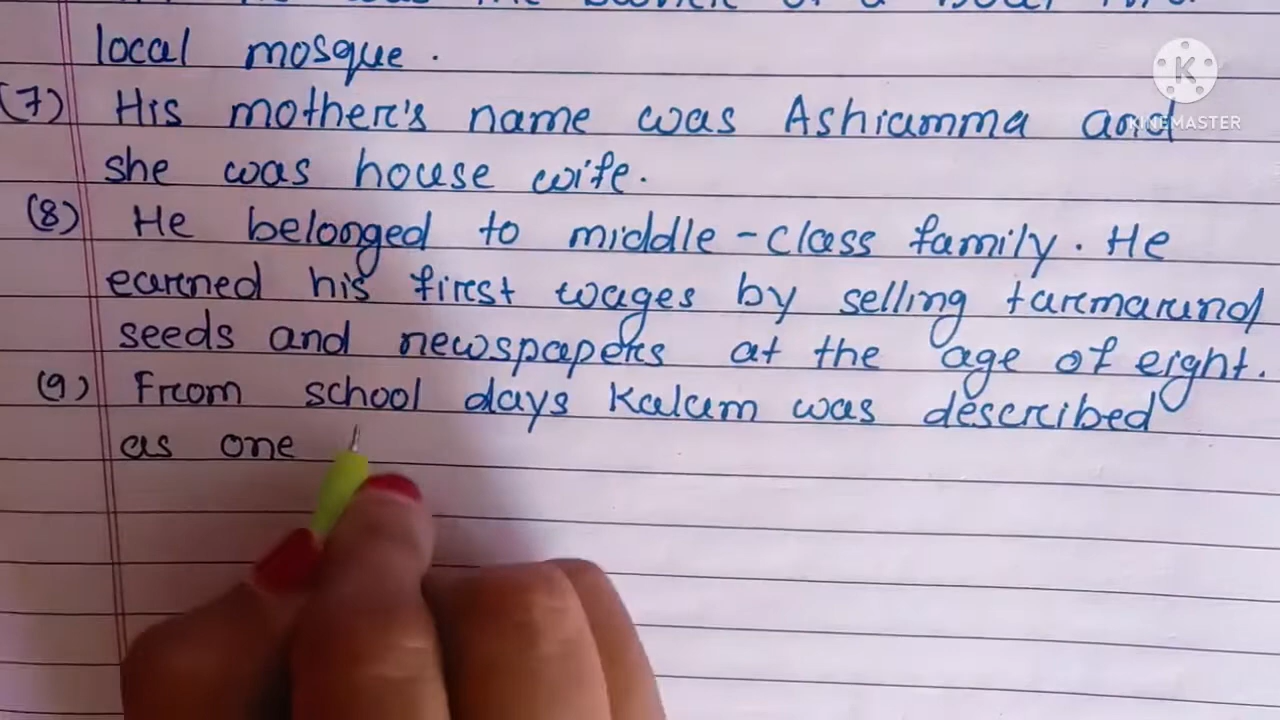 local mosque.
(7) His mother's name was Ashiamma and
she was house wife.
(8) He belonged to middle-class family. He
earned his first wages by selling tarmarund
seeds and newspapers at the age of eight.
(9) From school days Kalam was described
as one
K
KINEMASTER